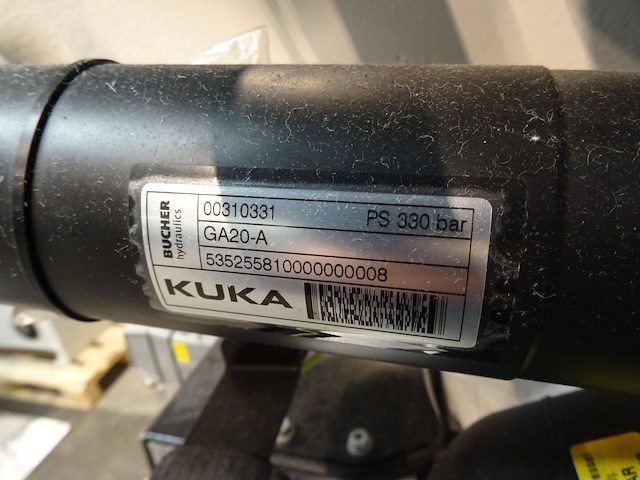 BUCHER
hydraulics
00310331 PS 330 bar
GA20-A
535255810000000008
KUKA